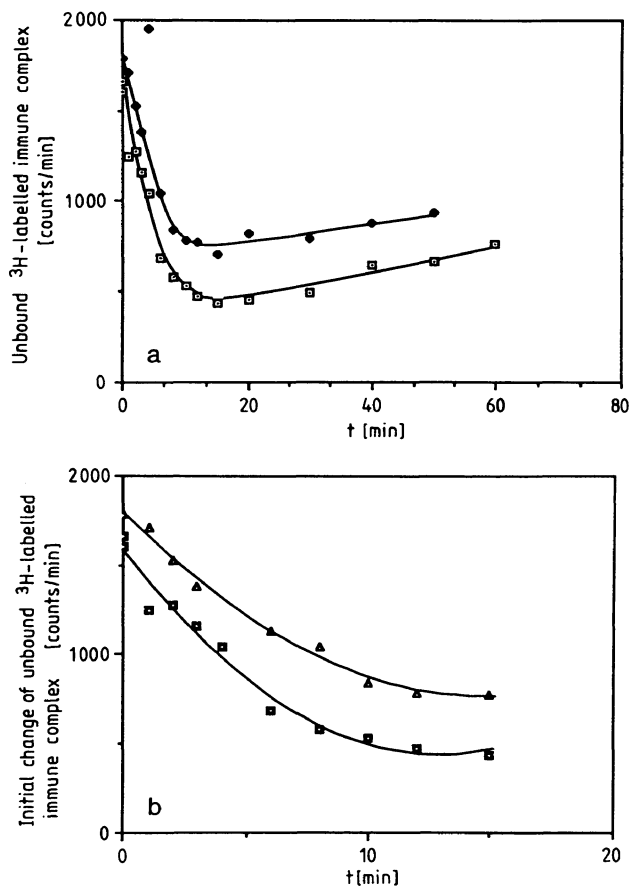 Unbound ³H-labelled immune complex
[counts/min]
2000
1000
0
a
0 20 40 60 80
t [min]
Initial change of unbound ³H-labelled
immune complex [counts/min]
2000
1000
0
b
0 10 20
t[min]